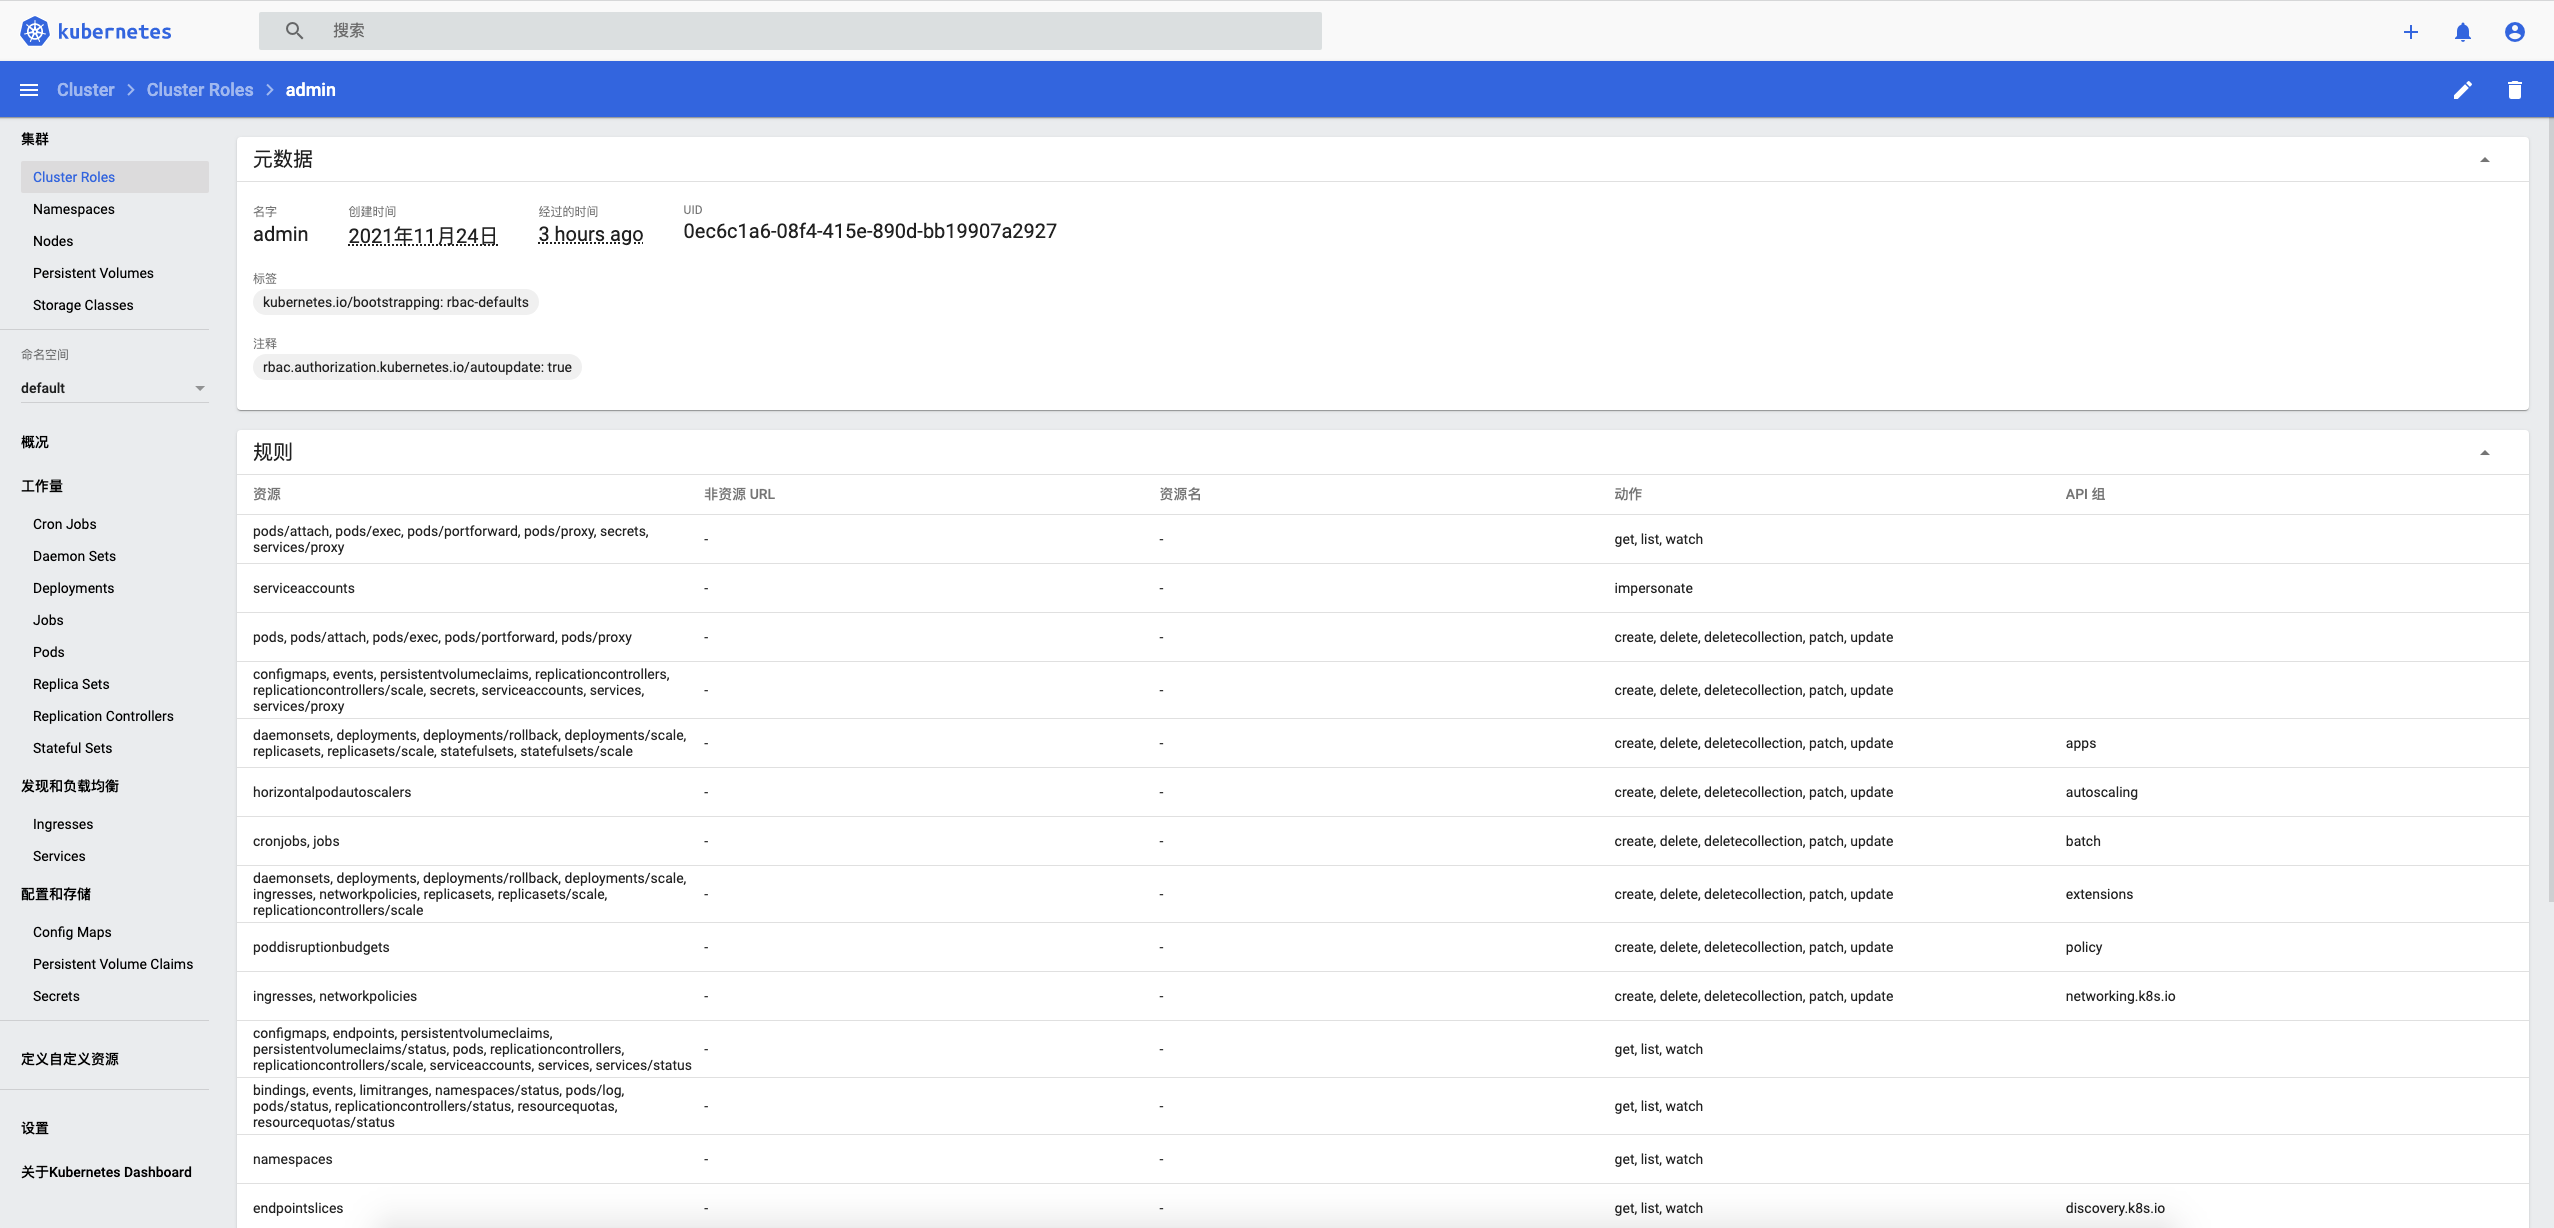 kubernetes
搜索
Cluster
Cluster Roles
admin
集群
Cluster Roles
Namespaces
Nodes
Persistent Volumes
Storage Classes
命名空间
default
概况
工作量
Cron Jobs
Daemon Sets
Deployments
Jobs
Pods
Replica Sets
Replication Controllers
Stateful Sets
发现和负载均衡
Ingresses
Services
配置和存储
Config Maps
Persistent Volume Claims
Secrets
定义自定义资源
设置
关于Kubernetes Dashboard
元数据
名字 创建时间 经过的时间 UID
admin 2021年11月24日 3 hours ago 0ec6c1a6-08f4-415e-890d-bb19907a2927
标签
kubernetes.io/bootstrapping: rbac-defaults
注释
rbac.authorization.kubernetes.io/autoupdate: true
规则
资源 非资源 URL 资源名 动作 API 组
pods/attach, pods/exec, pods/portforward, pods/proxy, secrets,
services/proxy - - get, list, watch
serviceaccounts - - impersonate
pods, pods/attach, pods/exec, pods/portforward, pods/proxy - - create, delete, deletecollection, patch, update
configmaps, events, persistentvolumeclaims, replicationcontrollers,
replicationcontrollers/scale, secrets, serviceaccounts, services, - - create, delete, deletecollection, patch, update
services/proxy
daemonsets, deployments, deployments/rollback, deployments/scale,
replicasets, replicasets/scale, statefulsets, statefulsets/scale - - create, delete, deletecollection, patch, update apps
horizontalpodautoscalers - - create, delete, deletecollection, patch, update autoscaling
cronjobs, jobs - - create, delete, deletecollection, patch, update batch
daemonsets, deployments, deployments/rollback, deployments/scale,
ingresses, networkpolicies, replicasets, replicasets/scale, - - create, delete, deletecollection, patch, update extensions
replicationcontrollers/scale
poddisruptionbudgets - - create, delete, deletecollection, patch, update policy
ingresses, networkpolicies - - create, delete, deletecollection, patch, update networking.k8s.io
configmaps, endpoints, persistentvolumeclaims,
persistentvolumeclaims/status, pods, replicationcontrollers, - - get, list, watch
replicationcontrollers/scale, serviceaccounts, services, services/status
bindings, events, limitranges, namespaces/status, pods/log,
pods/status, replicationcontrollers/status, resourcequotas, - - get, list, watch
resourcequotas/status
namespaces - - get, list, watch
endpointslices - - get, list, watch discovery.k8s.io